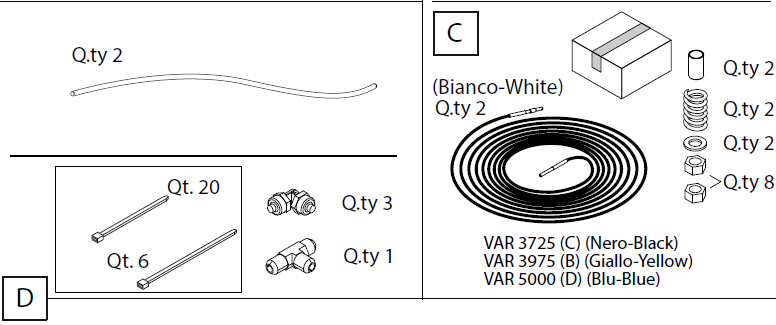 Q.ty 2
Qt. 20
Qt. 6
Q.ty 3
Q.ty 1
D
C
(Bianco-White)
Q.ty 2
Q.ty 2
Q.ty 2
Q.ty 2
Q.ty 8
VAR 3725 (C) (Nero-Black)
VAR 3975 (B) (Giallo-Yellow)
VAR 5000 (D) (Blu-Blue)